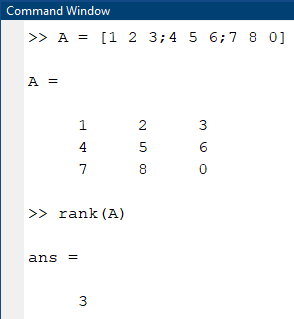 Command Window
>> A = [1 2 3;4 5 6;7 8 0]
A =
1 2 3
4 5 6
7 8 0
>> rank(A)
ans =
3